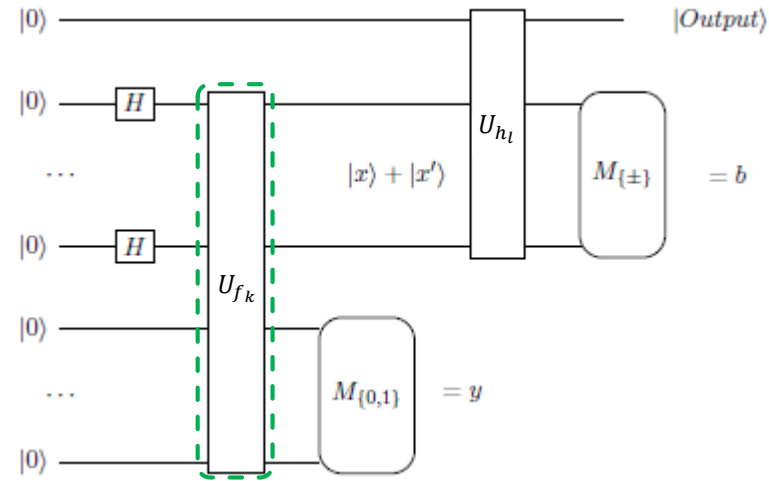 |0⟩ |Output⟩
|0⟩ H
U_{h_l}
... |x⟩ + |x′⟩ M_{±} = b
|0⟩ H
U_{f_k}
|0⟩
... M_{0,1} = y
|0⟩